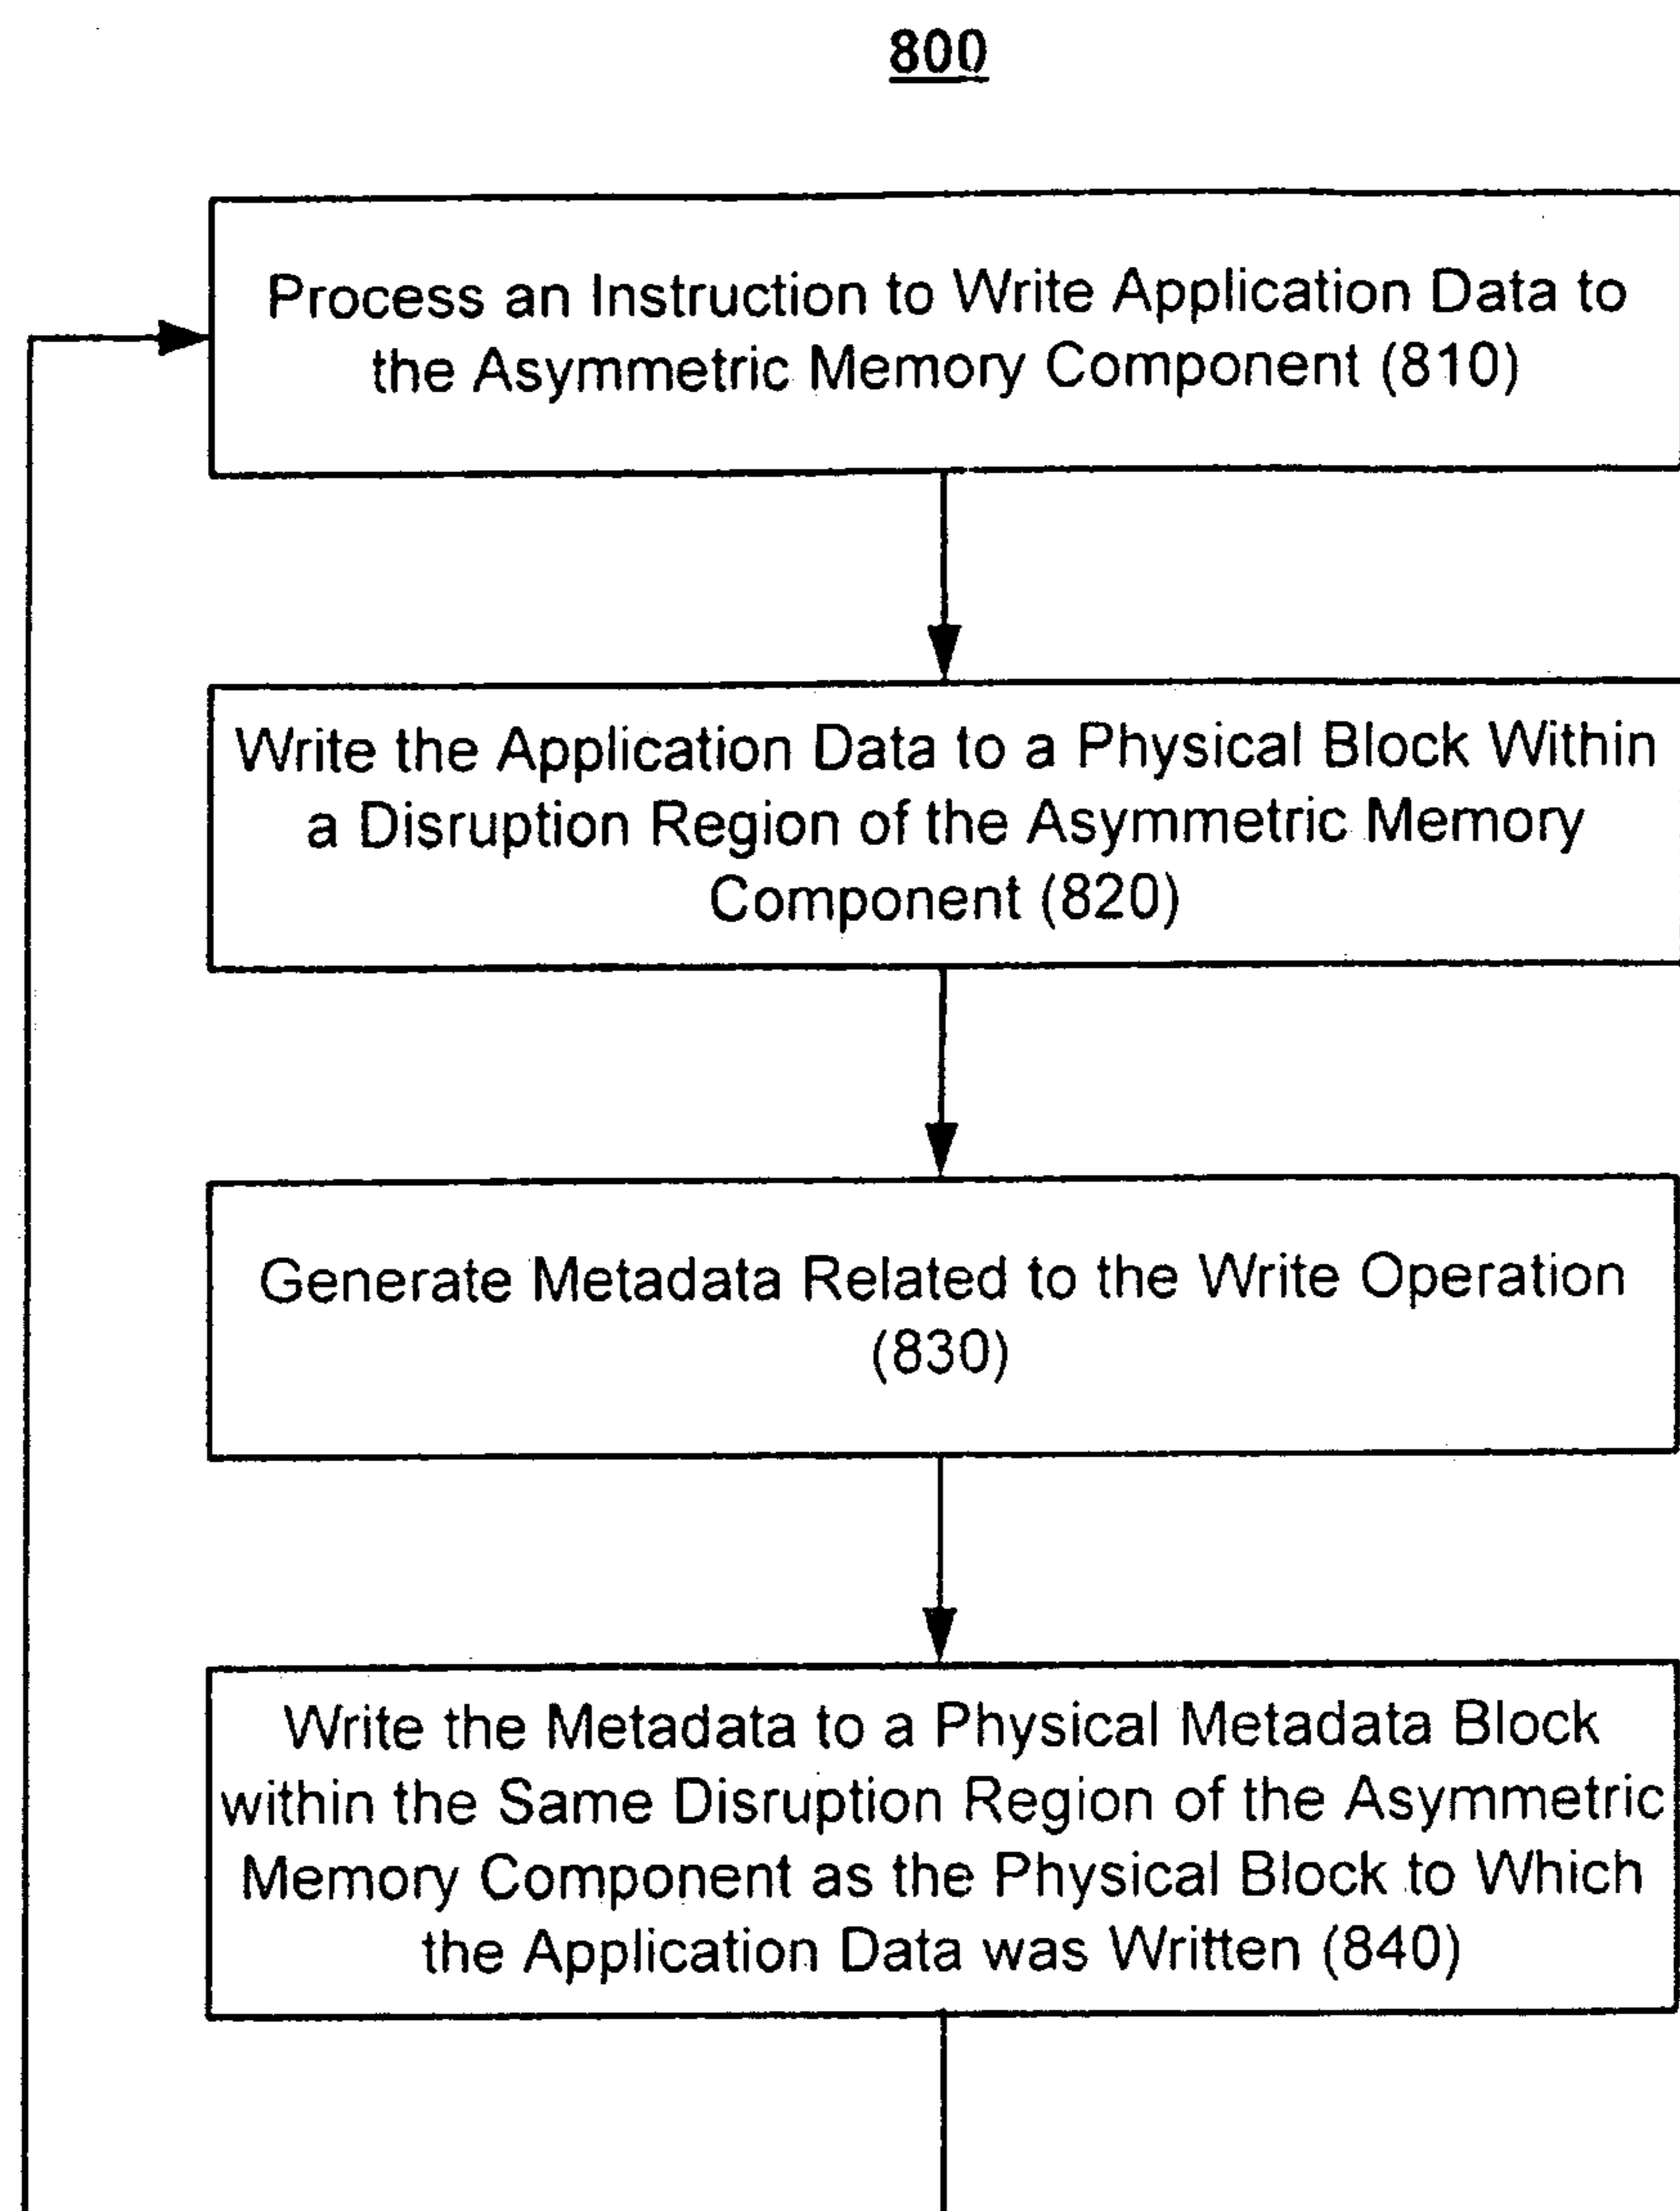 800
Process an Instruction to Write Application Data to
the Asymmetric Memory Component (810)
Write the Application Data to a Physical Block Within
a Disruption Region of the Asymmetric Memory
Component (820)
Generate Metadata Related to the Write Operation
(830)
Write the Metadata to a Physical Metadata Block
within the Same Disruption Region of the Asymmetric
Memory Component as the Physical Block to Which
the Application Data was Written (840)